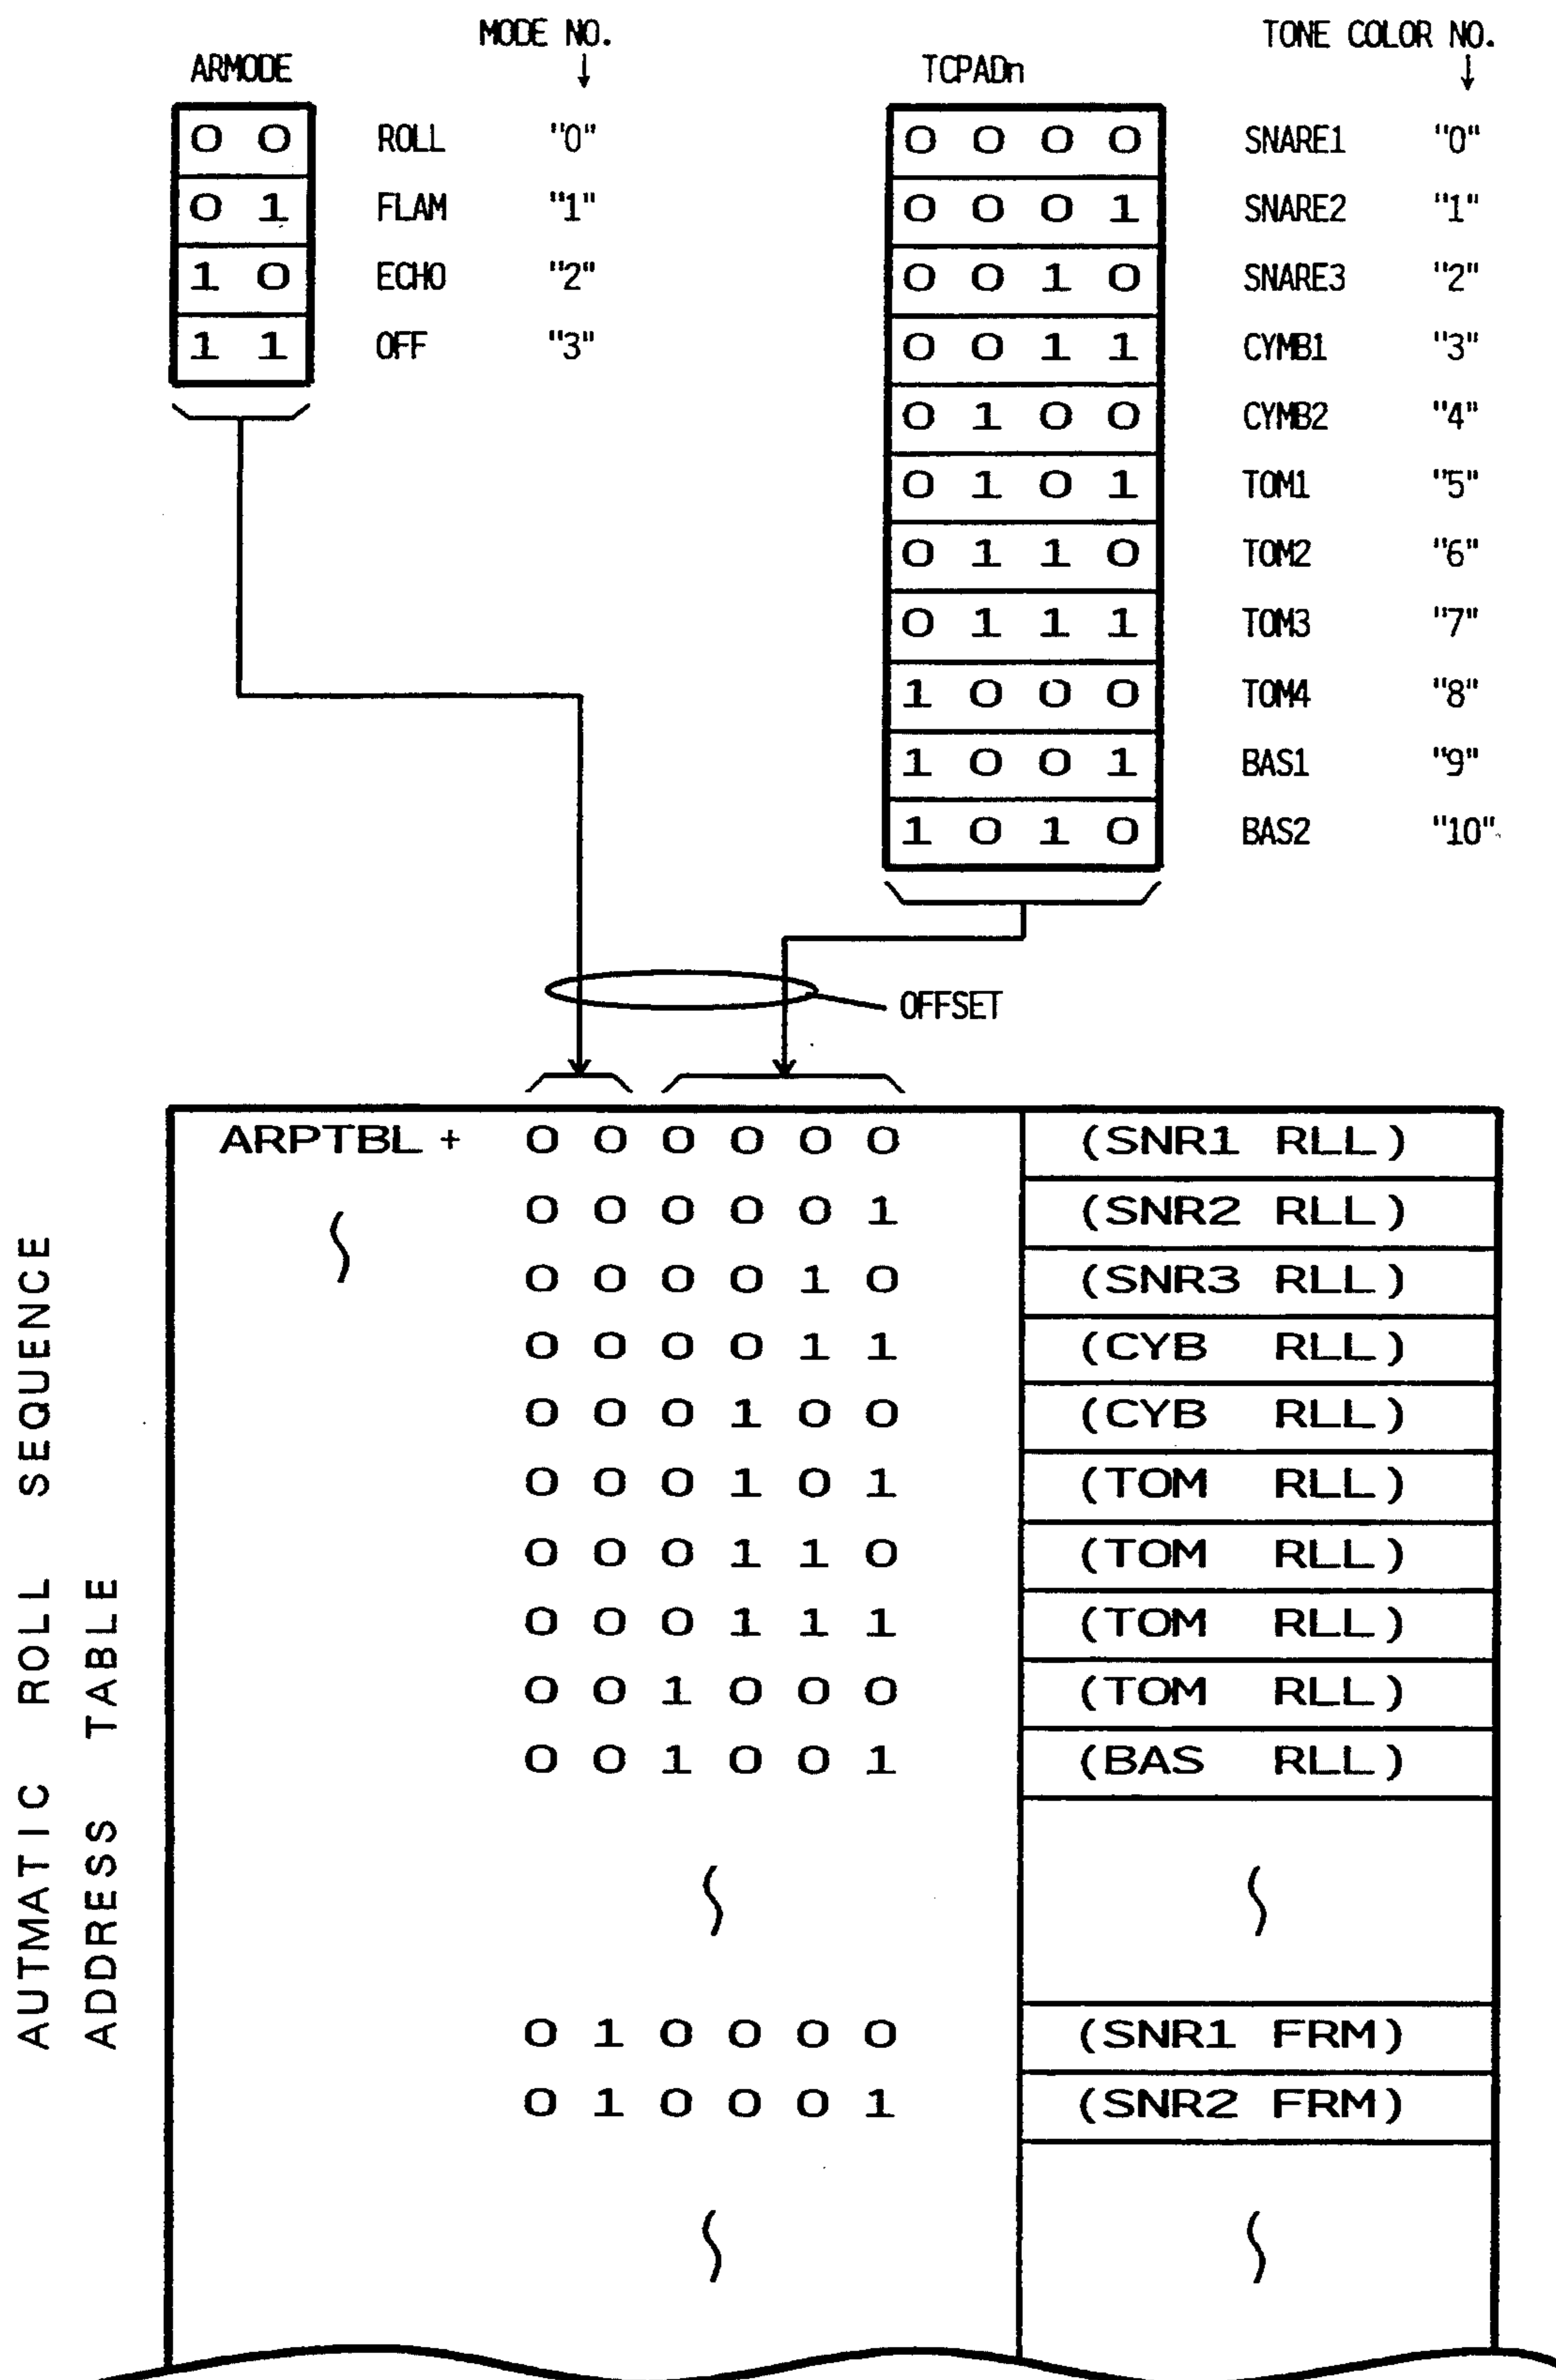 MODE NO.
↓
ARMODE
0 0 ROLL "0"
0 1 FLAM "1"
1 0 ECHO "2"
1 1 OFF "3"
TONE COLOR NO.
↓
TCPADn
0 0 0 0 SNARE1 "0"
0 0 0 1 SNARE2 "1"
0 0 1 0 SNARE3 "2"
0 0 1 1 CYMB1 "3"
0 1 0 0 CYMB2 "4"
0 1 0 1 TOM1 "5"
0 1 1 0 TOM2 "6"
0 1 1 1 TOM3 "7"
1 0 0 0 TOM4 "8"
1 0 0 1 BAS1 "9"
1 0 1 0 BAS2 "10"
OFFSET
AUTMATIC ROLL SEQUENCE
ADDRESS TABLE
ARPTBL + 0 0 0 0 0 0 (SNR1 RLL)
0 0 0 0 0 1 (SNR2 RLL)
0 0 0 0 1 0 (SNR3 RLL)
0 0 0 0 1 1 (CYB RLL)
0 0 0 1 0 0 (CYB RLL)
0 0 0 1 0 1 (TOM RLL)
0 0 0 1 1 0 (TOM RLL)
0 0 0 1 1 1 (TOM RLL)
0 0 1 0 0 0 (TOM RLL)
0 0 1 0 0 1 (BAS RLL)
0 1 0 0 0 0 (SNR1 FRM)
0 1 0 0 0 1 (SNR2 FRM)